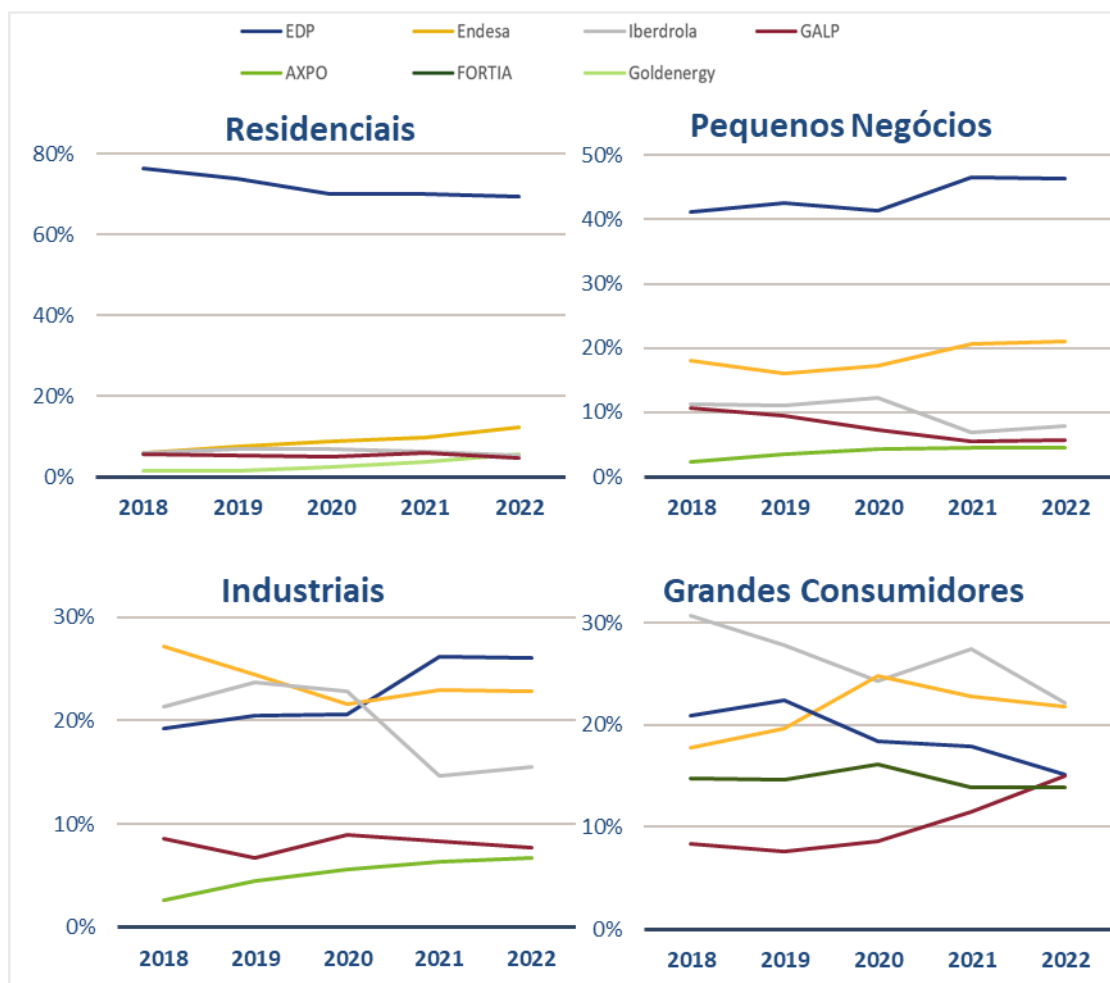 EDP Endesa Iberdrola GALP
AXPO FORTIA Goldenergy
Residenciais
80%
60%
40%
20%
0%
2018 2019 2020 2021 2022
Pequenos Negócios
50%
40%
30%
20%
10%
0%
2018 2019 2020 2021 2022
Industriais
30%
20%
10%
0%
2018 2019 2020 2021 2022
Grandes Consumidores
30%
20%
10%
0%
2018 2019 2020 2021 2022